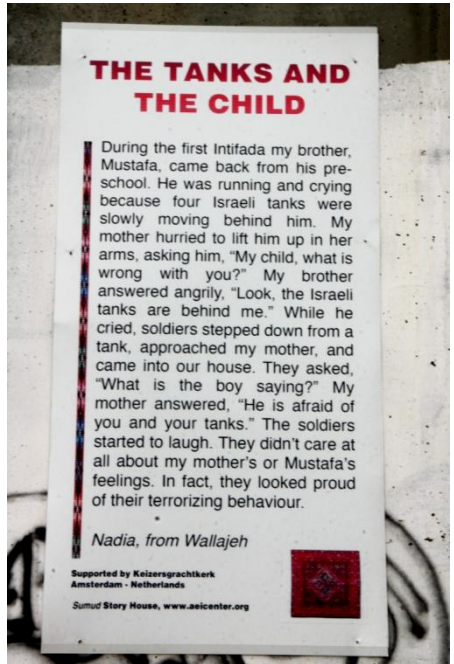 THE TANKS AND
THE CHILD
During the first Intifada my brother,
Mustafa, came back from his pre-
school. He was running and crying
because four Israeli tanks were
slowly moving behind him. My
mother hurried to lift him up in her
arms, asking him, “My child, what is
wrong with you?” My brother
answered angrily, “Look, the Israeli
tanks are behind me.” While he
cried, soldiers stepped down from a
tank, approached my mother, and
came into our house. They asked,
“What is the boy saying?” My
mother answered, “He is afraid of
you and your tanks.” The soldiers
started to laugh. They didn’t care at
all about my mother’s or Mustafa’s
feelings. In fact, they looked proud
of their terrorizing behaviour.
Nadia, from Wallajeh
Supported by Keizersgrachtkerk
Amsterdam - Netherlands
Sumud Story House, www.aeicenter.org